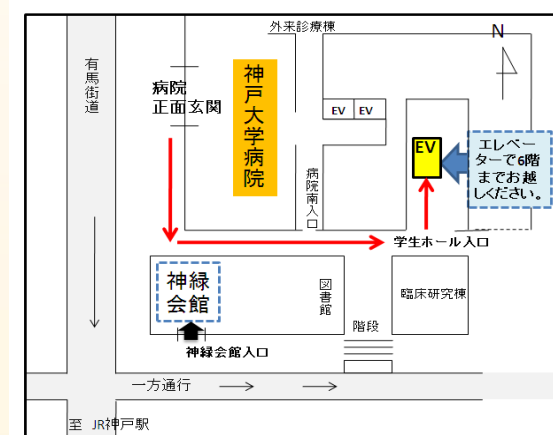 外来診療棟
N
有馬街道
病院
正面玄関
神戸大学病院
EV EV
EV
エレベー
ターで6階
までお越
しください。
病院南入口
学生ホール入口
神緑
会館
図書館
臨床研究棟
階段
神緑会館入口
一方通行
至 JR神戸駅